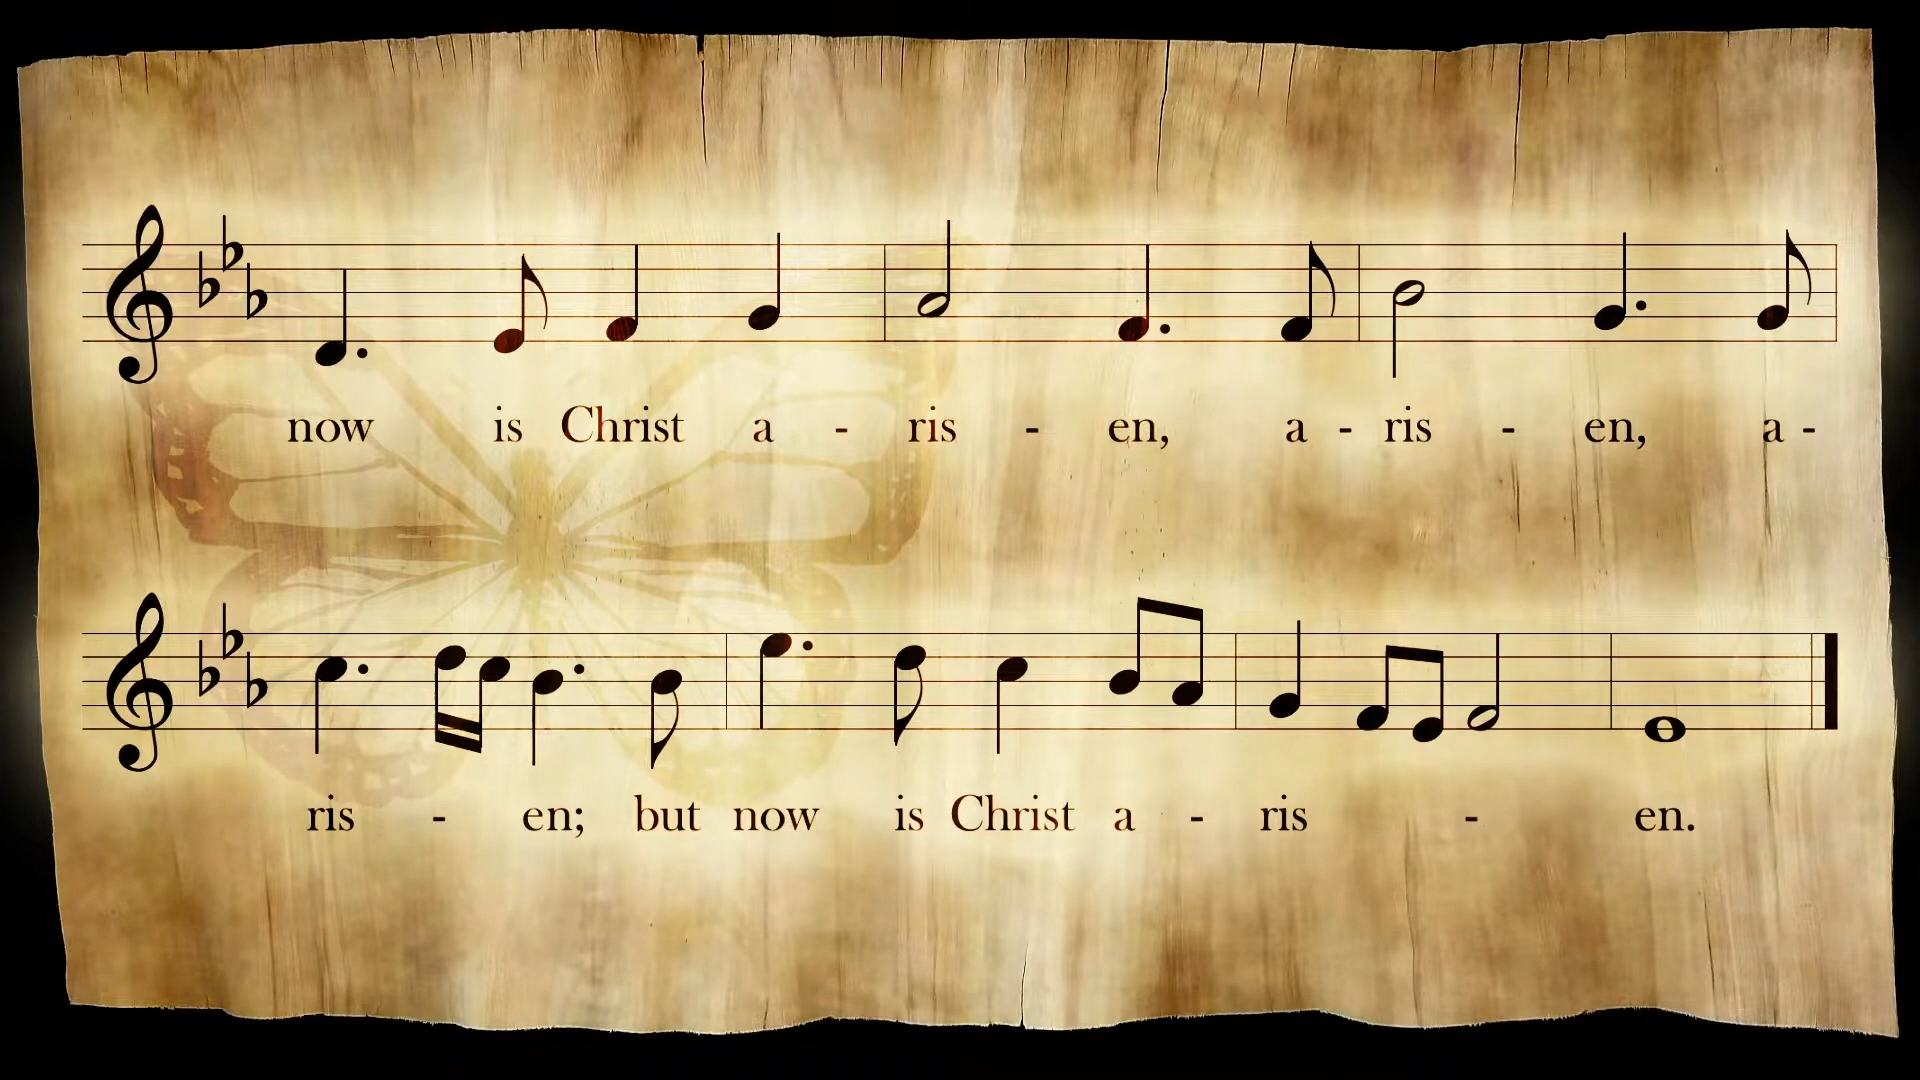 now is Christ a - ris - en, a - ris - en, a -
ris - en; but now is Christ a - ris - en.